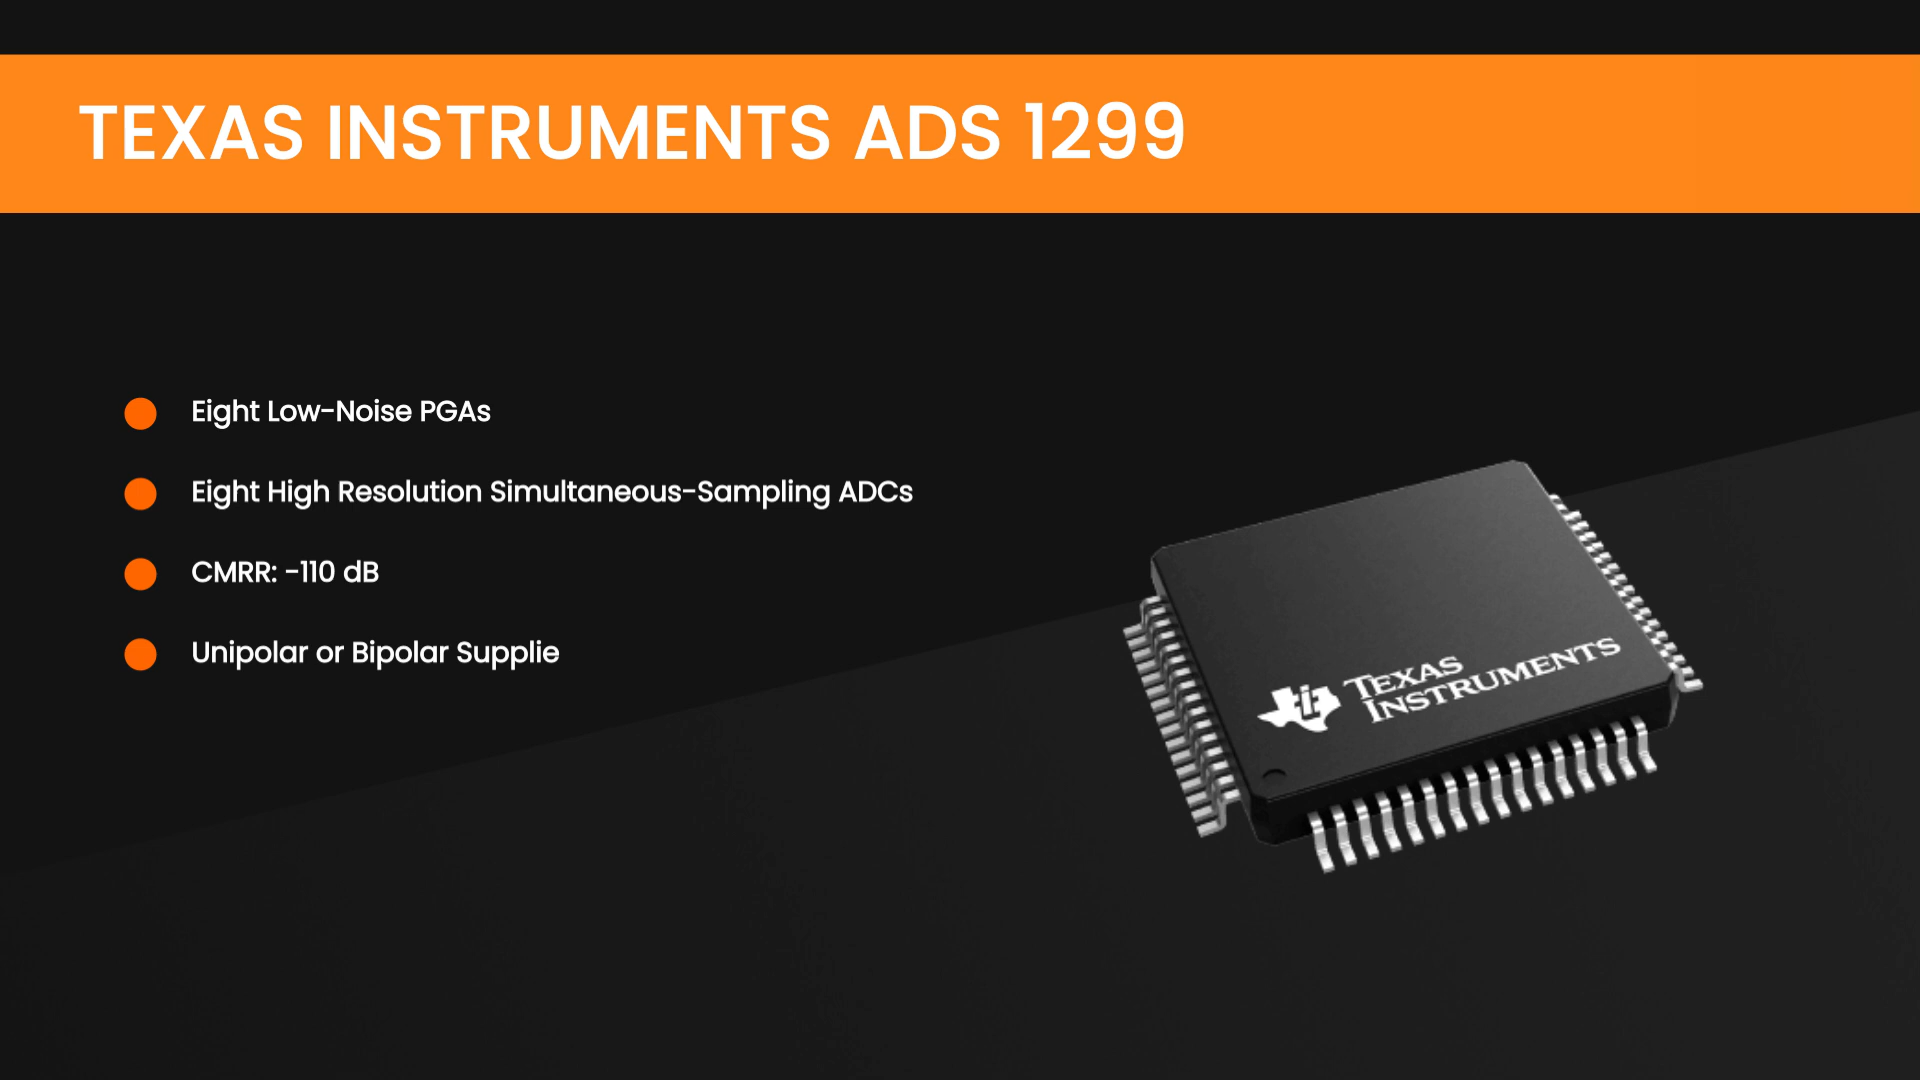 TEXAS INSTRUMENTS ADS 1299
Eight Low-Noise PGAs
Eight High Resolution Simultaneous-Sampling ADCs
CMRR: -110 dB
Unipolar or Bipolar Supplie
TEXAS
INSTRUMENTS